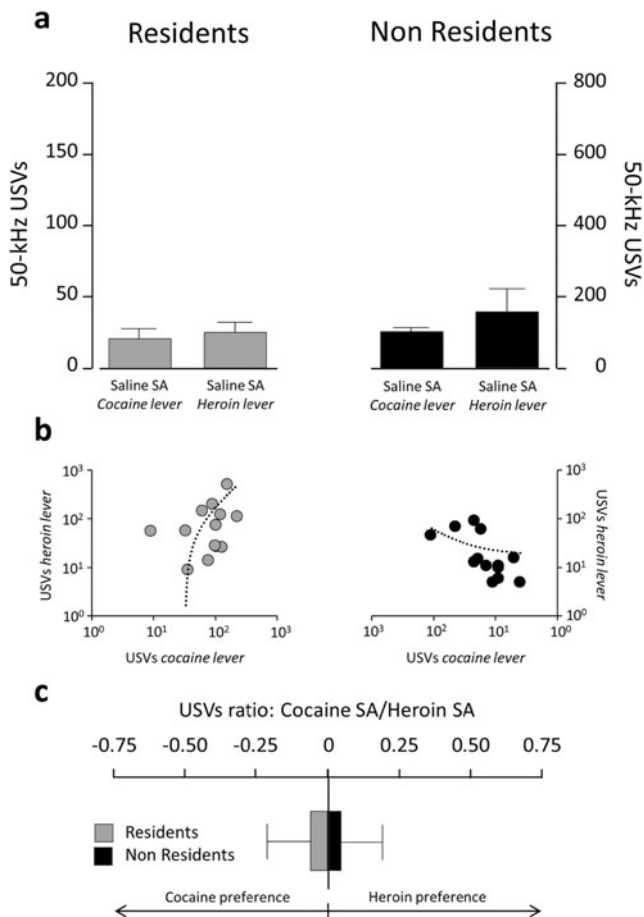 a
Residents
Non Residents
200
150
100
50
0
50-kHz USVs
800
600
400
200
0
50-kHz USVs
Saline SA
Cocaine lever
Saline SA
Heroin lever
Saline SA
Cocaine lever
Saline SA
Heroin lever
b
10³
10²
10¹
10⁰
USVs heroin lever
10⁰ 10¹ 10² 10³
USVs cocaine lever
10³
10²
10¹
10⁰
USVs heroin lever
10³ 10² 10¹ 10⁰
USVs cocaine lever
c
USVs ratio: Cocaine SA/Heroin SA
-0.75 -0.50 -0.25 0 0.25 0.50 0.75
Residents
Non Residents
Cocaine preference Heroin preference